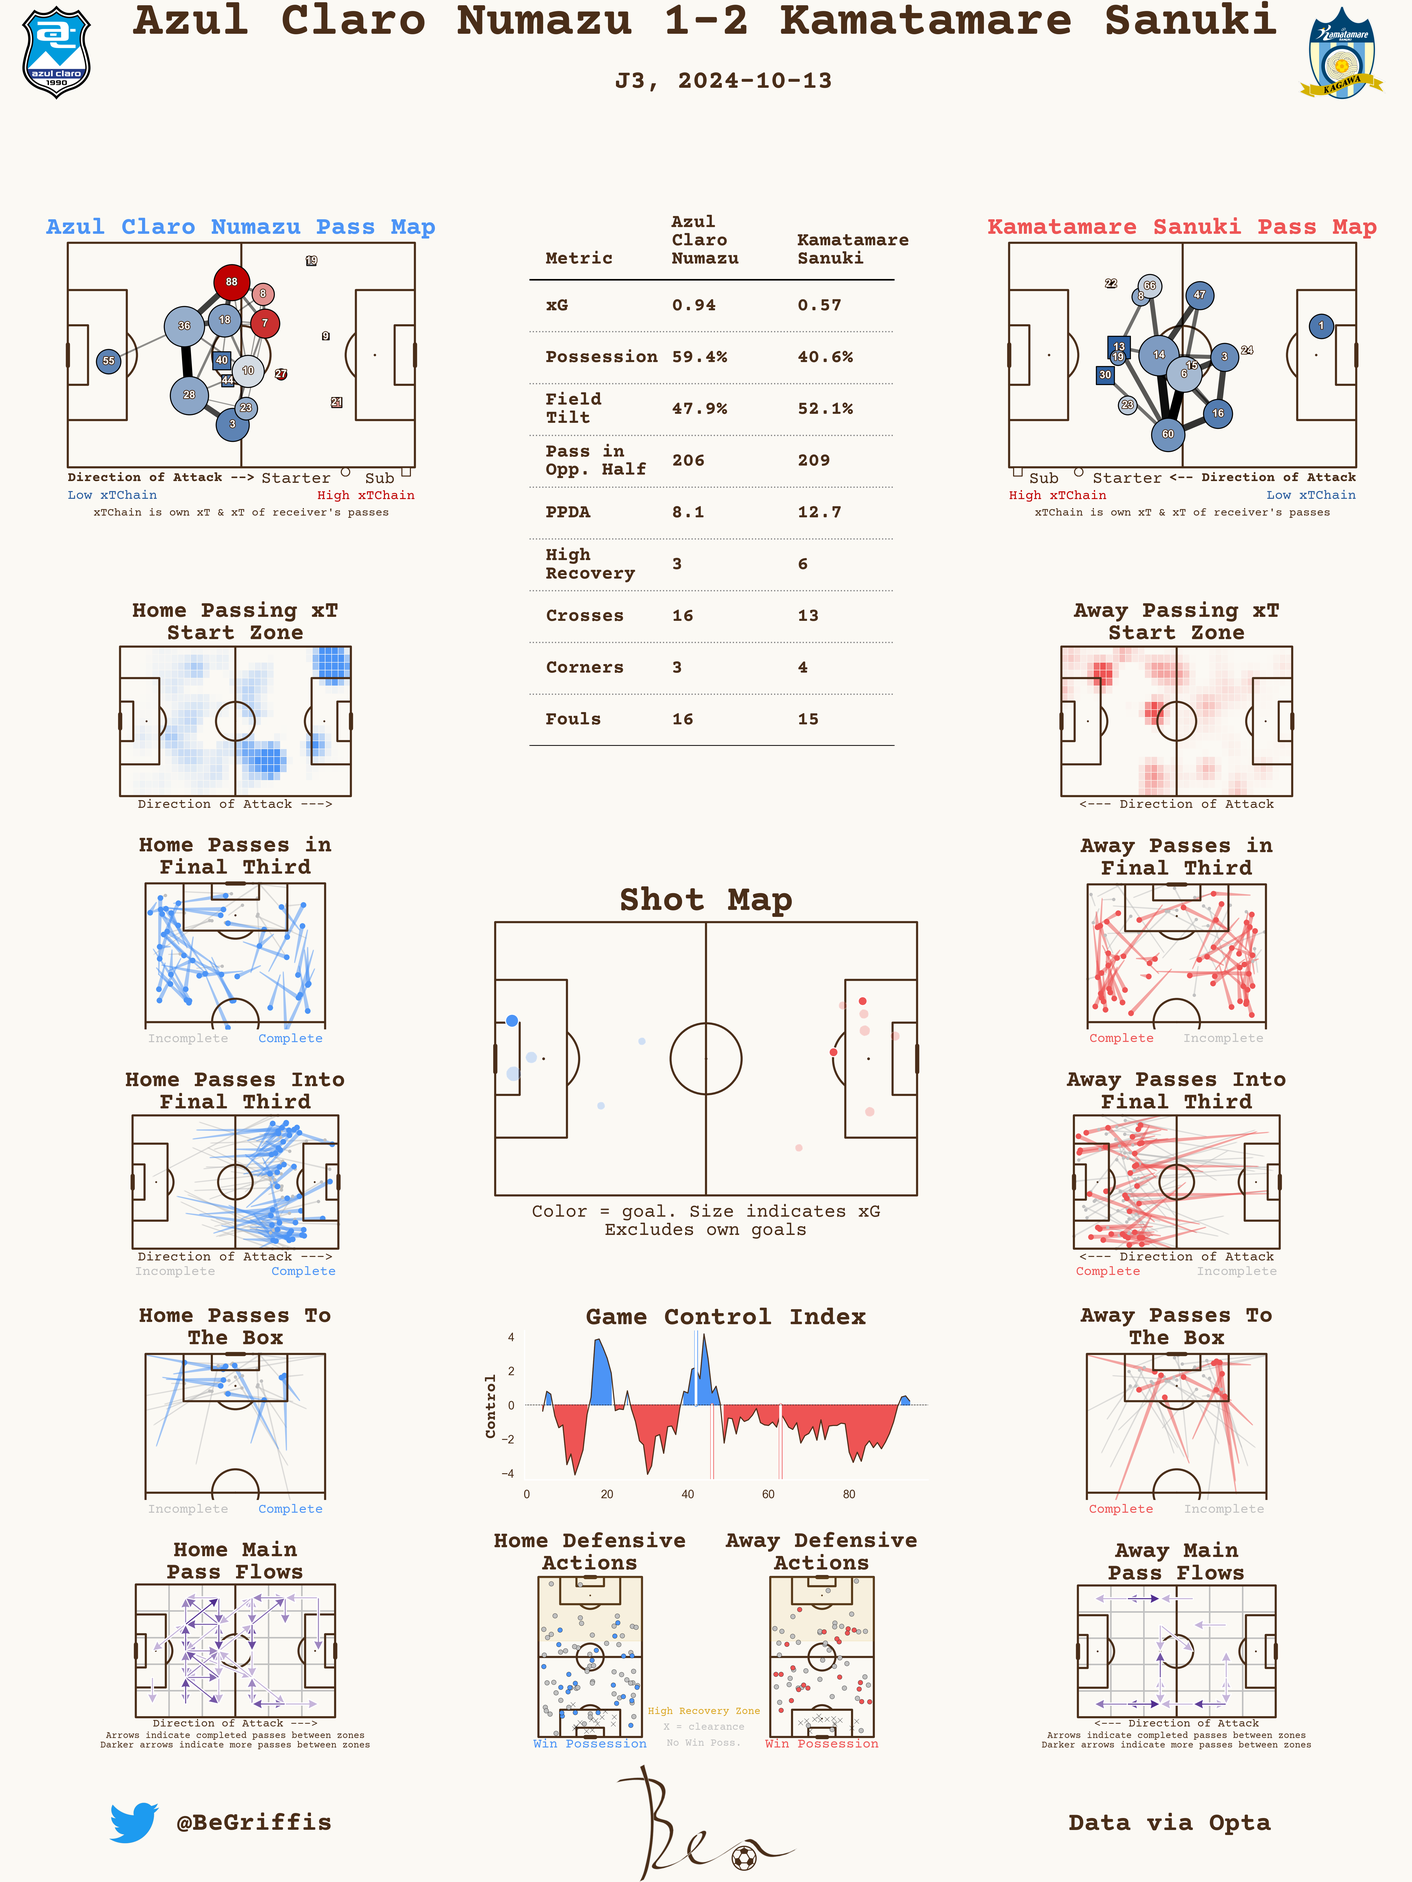 Azul Claro Numazu 1-2 Kamatamare Sanuki
J3, 2024-10-13
azul claro
1990
Kamatamare
SANUKI
KAGAWA
Azul Claro Numazu Pass Map
19
88
8
36
18
7
9
55
40
10
27
44
28
23
21
3
Direction of Attack --> Starter Sub
Low xTChain High xTChain
xTChain is own xT & xT of receiver's passes
Metric Azul Claro Numazu Kamatamare Sanuki
xG 0.94 0.57
Possession 59.4% 40.6%
Field Tilt 47.9% 52.1%
Pass in Opp. Half 206 209
PPDA 8.1 12.7
High Recovery 3 6
Crosses 16 13
Corners 3 4
Fouls 16 15
Kamatamare Sanuki Pass Map
22
66
8
47
1
13
19
14
3
24
15
6
30
23
16
60
Sub Starter <-- Direction of Attack
High xTChain Low xTChain
xTChain is own xT & xT of receiver's passes
Home Passing xT
Start Zone
Direction of Attack --->
Away Passing xT
Start Zone
<--- Direction of Attack
Home Passes in
Final Third
Incomplete Complete
Away Passes in
Final Third
Complete Incomplete
Shot Map
Color = goal. Size indicates xG
Excludes own goals
Home Passes Into
Final Third
Direction of Attack --->
Incomplete Complete
Away Passes Into
Final Third
<--- Direction of Attack
Complete Incomplete
Home Passes To
The Box
Incomplete Complete
Game Control Index
Control
4
2
0
−2
−4
0 20 40 60 80
Away Passes To
The Box
Complete Incomplete
Home Main
Pass Flows
Direction of Attack --->
Arrows indicate completed passes between zones
Darker arrows indicate more passes between zones
Home Defensive
Actions
Win Possession
Away Defensive
Actions
Win Possession
High Recovery Zone
X = clearance
No Win Poss.
Away Main
Pass Flows
<--- Direction of Attack
Arrows indicate completed passes between zones
Darker arrows indicate more passes between zones
@BeGriffis
Ben
Data via Opta